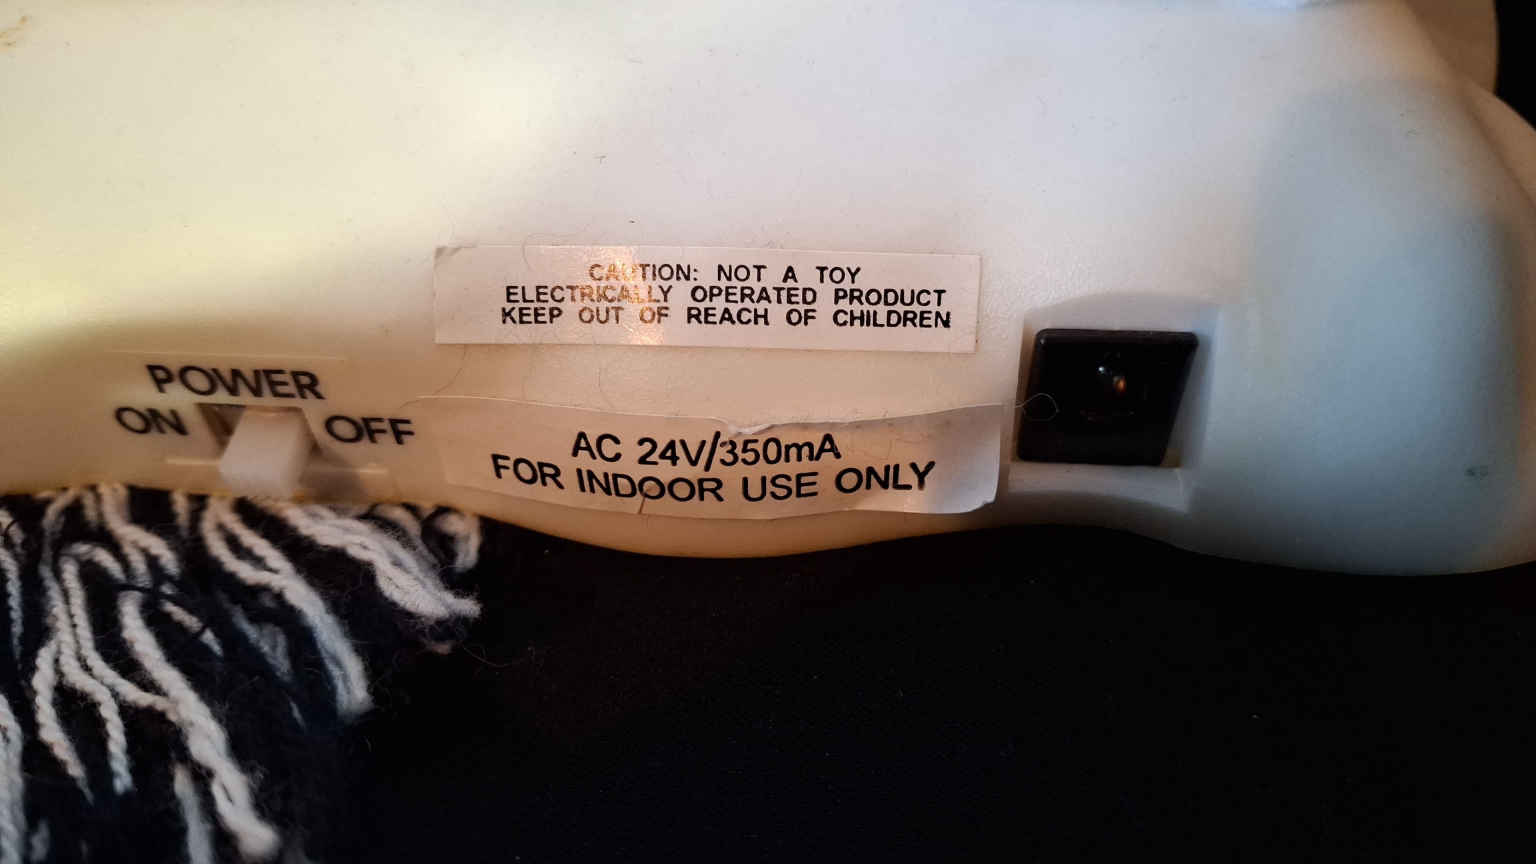 CAUTION: NOT A TOY
ELECTRICALLY OPERATED PRODUCT
KEEP OUT OF REACH OF CHILDREN
POWER
ON OFF
AC 24V/350mA
FOR INDOOR USE ONLY